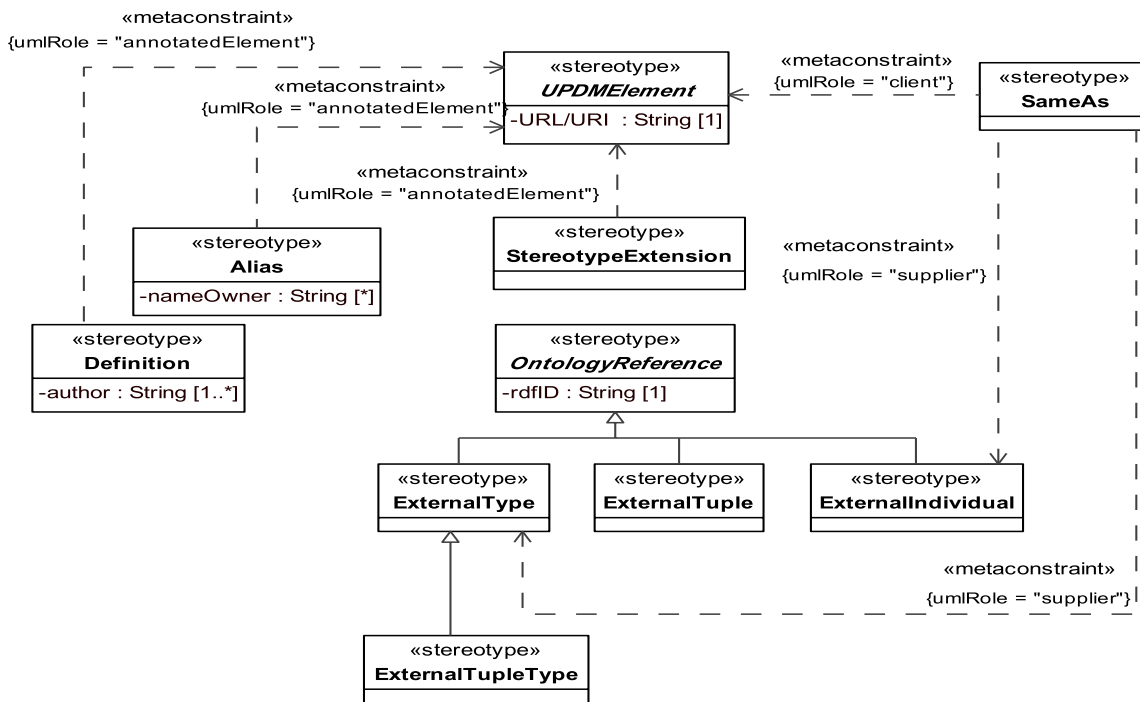 «metaconstraint»
{umlRole = "annotatedElement"}
«metaconstraint»
{umlRole = "annotatedElement"}
«stereotype»
UPDMElement
-URL/URI : String [1]
«metaconstraint»
{umlRole = "client"}
«stereotype»
SameAs
«metaconstraint»
{umlRole = "annotatedElement"}
«stereotype»
Alias
-nameOwner : String [*]
«stereotype»
StereotypeExtension
«metaconstraint»
{umlRole = "supplier"}
«stereotype»
Definition
-author : String [1..*]
«stereotype»
OntologyReference
-rdfID : String [1]
«stereotype»
ExternalType
«stereotype»
ExternalTuple
«stereotype»
ExternalIndividual
«metaconstraint»
{umlRole = "supplier"}
«stereotype»
ExternalTupleType